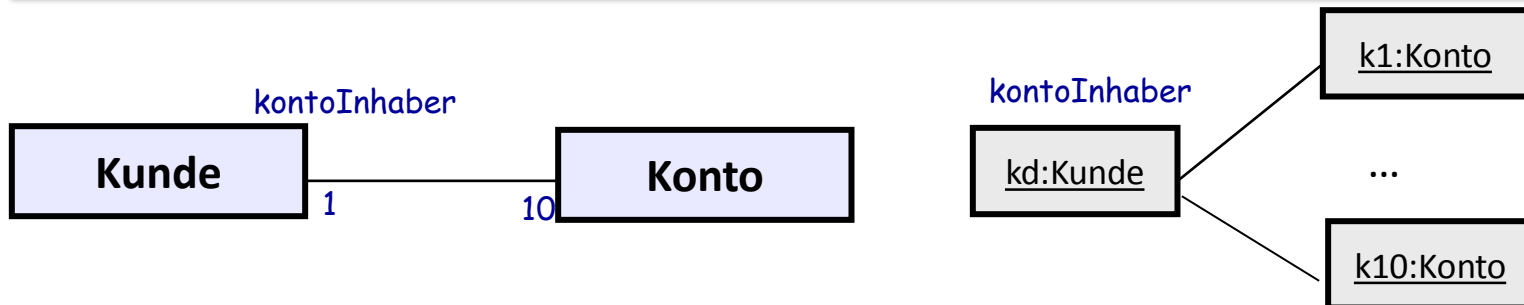 kontoInhaber
Kunde
1
10
Konto
kontoInhaber
kd:Kunde
k1:Konto
...
k10:Konto